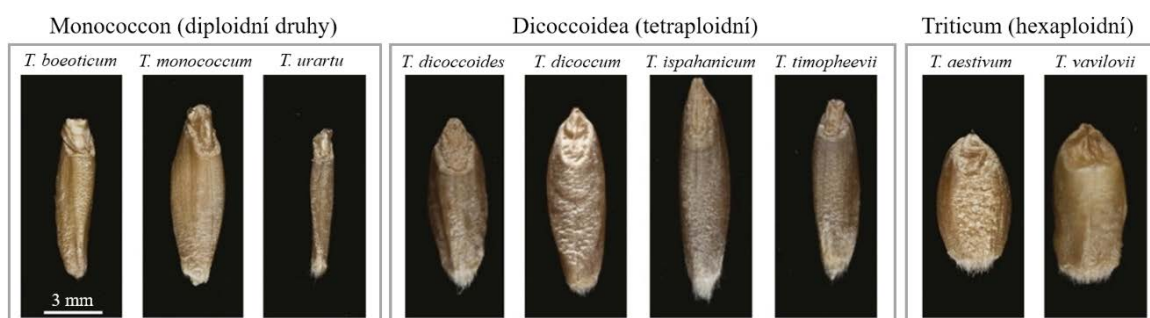 Monococcon (diploidní druhy)
Dicoccoidea (tetraploidní)
Triticum (hexaploidní)
T. boeoticum
T. monococcum
T. urartu
T. dicoccoides
T. dicoccum
T. ispahanicum
T. timopheevii
T. aestivum
T. vavilovii
3 mm